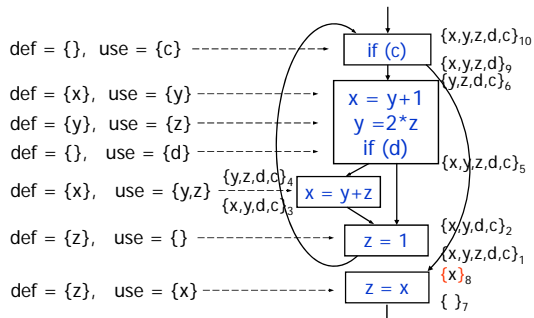 def = {}, use = {c}
if (c)
{x,y,z,d,c}10
{x,y,z,d}9
{y,z,d,c}6
def = {x}, use = {y}
x = y+1
def = {y}, use = {z}
y =2*z
def = {}, use = {d}
if (d)
{x,y,z,d,c}5
{y,z,d,c}4
def = {x}, use = {y,z}
x = y+z
{x,y,d,c}3
{x,y,d,c}2
def = {z}, use = {}
z = 1
{x,y,z,d,c}1
{x}8
def = {z}, use = {x}
z = x
{ }7